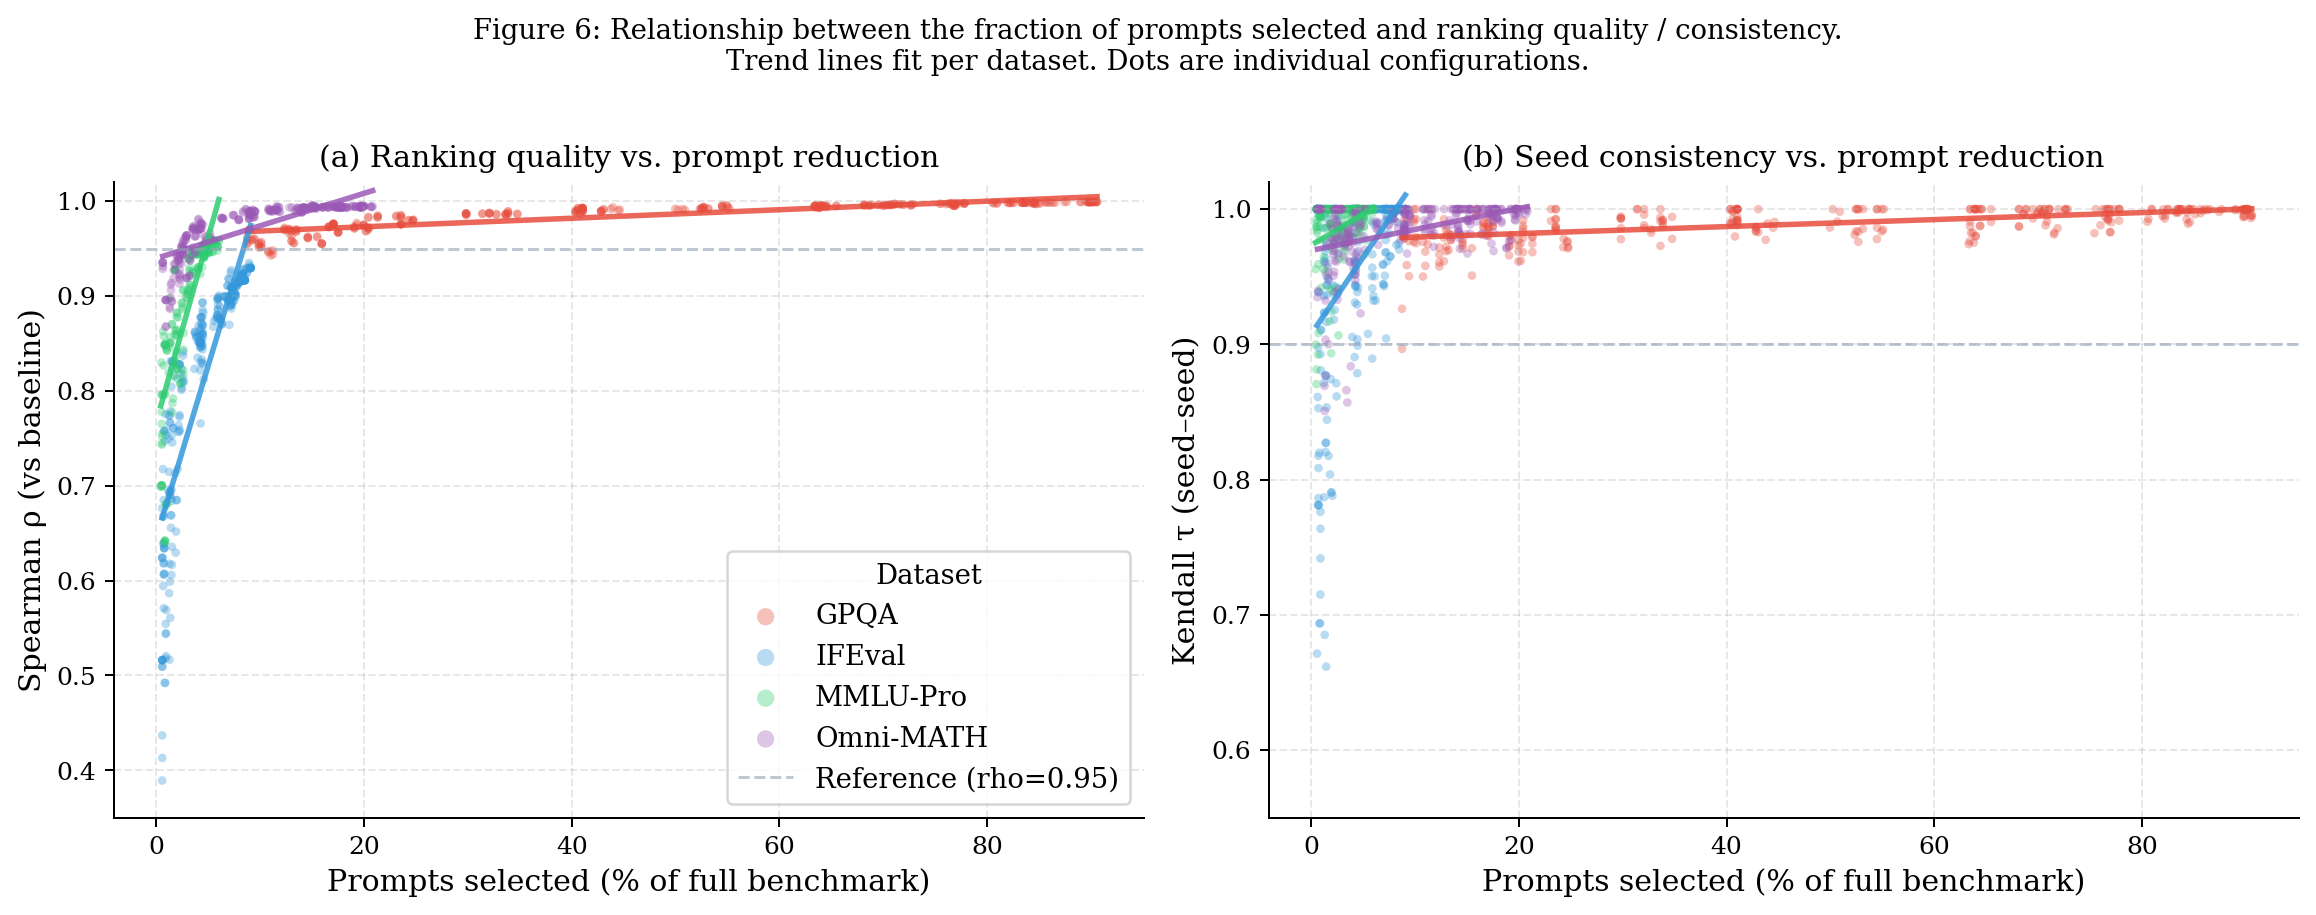 Figure 6: Relationship between the fraction of prompts selected and ranking quality / consistency.
Trend lines fit per dataset. Dots are individual configurations.
(a) Ranking quality vs. prompt reduction
Spearman ρ (vs baseline)
1.0
0.9
0.8
0.7
0.6
0.5
0.4
0
20
40
60
80
Prompts selected (% of full benchmark)
Dataset
GPQA
IFEval
MMLU-Pro
Omni-MATH
Reference (rho=0.95)
(b) Seed consistency vs. prompt reduction
Kendall τ (seed–seed)
1.0
0.9
0.8
0.7
0.6
0
20
40
60
80
Prompts selected (% of full benchmark)